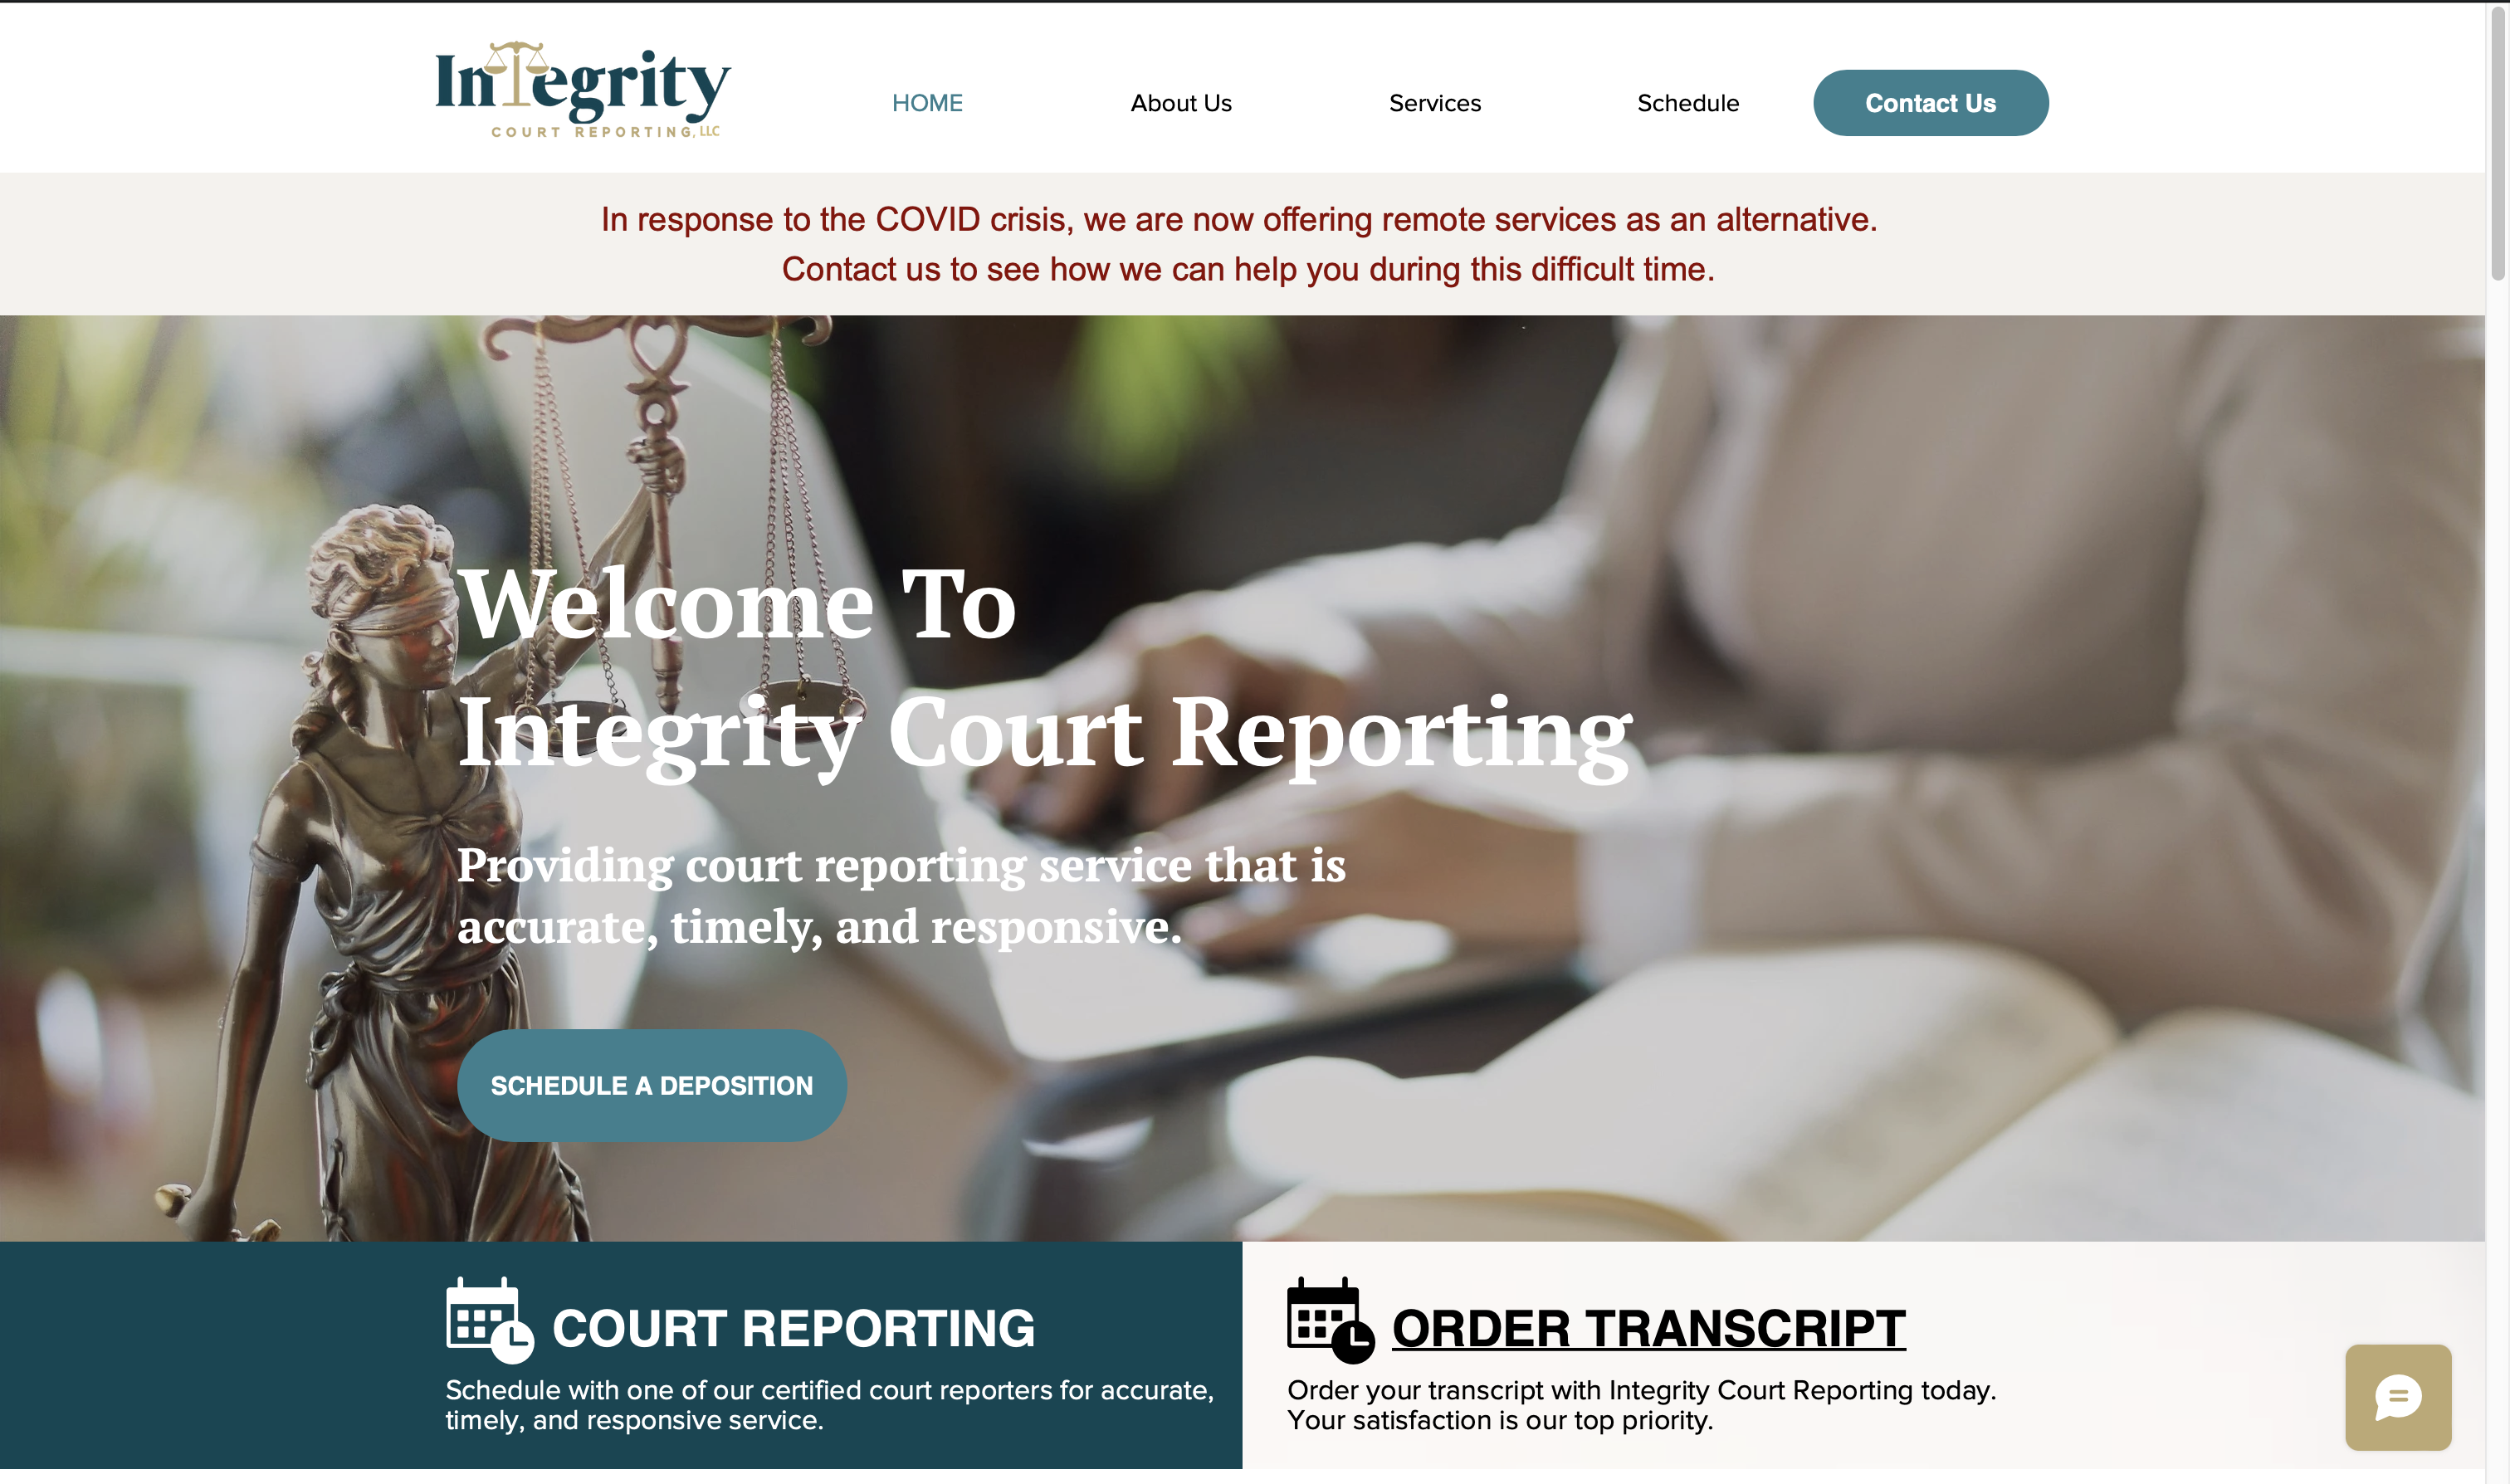 InTegrity
COURT REPORTING, LLC
HOME
About Us
Services
Schedule
Contact Us
In response to the COVID crisis, we are now offering remote services as an alternative.
Contact us to see how we can help you during this difficult time.
Welcome To
Integrity Court Reporting
Providing court reporting service that is
accurate, timely, and responsive.
SCHEDULE A DEPOSITION
COURT REPORTING
Schedule with one of our certified court reporters for accurate,
timely, and responsive service.
ORDER TRANSCRIPT
Order your transcript with Integrity Court Reporting today.
Your satisfaction is our top priority.